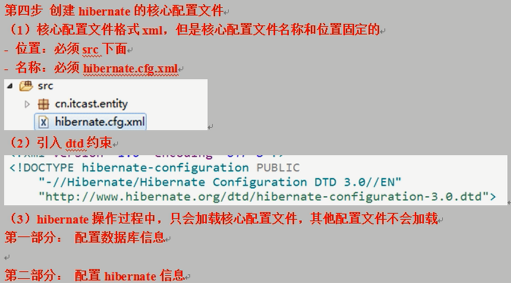 第四步 创建 hibernate 的核心配置文件
（1）核心配置文件格式 xml，但是核心配置文件名称和位置固定的
- 位置：必须 src 下面
- 名称：必须 hibernate.cfg.xml
src
cn.itcast.entity
hibernate.cfg.xml
（2）引入 dtd 约束
<!DOCTYPE hibernate-configuration PUBLIC
"-//Hibernate/Hibernate Configuration DTD 3.0//EN"
"http://www.hibernate.org/dtd/hibernate-configuration-3.0.dtd">
（3）hibernate 操作过程中，只会加载核心配置文件，其他配置文件不会加载
第一部分： 配置数据库信息
第二部分： 配置 hibernate 信息